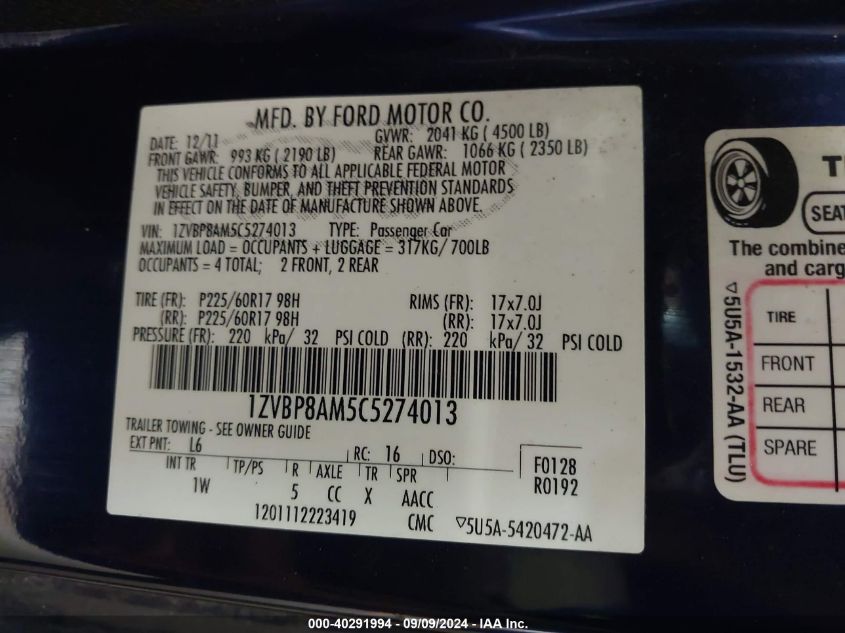 MFD. BY FORD MOTOR CO.
DATE: 12/11 GVWR: 2041 KG ( 4500 LB)
FRONT GAWR: 993 KG ( 2190 LB) REAR GAWR: 1066 KG ( 2350 LB)
THIS VEHICLE CONFORMS TO ALL APPLICABLE FEDERAL MOTOR
VEHICLE SAFETY, BUMPER, AND THEFT PREVENTION STANDARDS
IN EFFECT ON THE DATE OF MANUFACTURE SHOWN ABOVE.
VIN: 1ZVBP8AM5C5274013 TYPE: Passenger Car
MAXIMUM LOAD = OCCUPANTS + LUGGAGE = 317KG/ 700LB
OCCUPANTS = 4 TOTAL; 2 FRONT, 2 REAR
TIRE (FR): P225/60R17 98H RIMS (FR): 17x7.0J
(RR): P225/60R17 98H (RR): 17x7.0J
PRESSURE (FR): 220 kPa/ 32 PSI COLD (RR): 220 kPa/ 32 PSI COLD
1ZVBP8AM5C5274013
TRAILER TOWING - SEE OWNER GUIDE
EXT PNT: L6 RC: 16 DSO: F0128
INT TR TP/PS R AXLE TR SPR R0192
1W 5 CC X AACC
1201112223419 CMC ▽5U5A-5420472-AA
SEAT
The combine
and carg
▽5U5A-1532-AA (TLU)
TIRE
FRONT
REAR
SPARE
000-40291994 - 09/09/2024 - IAA Inc.